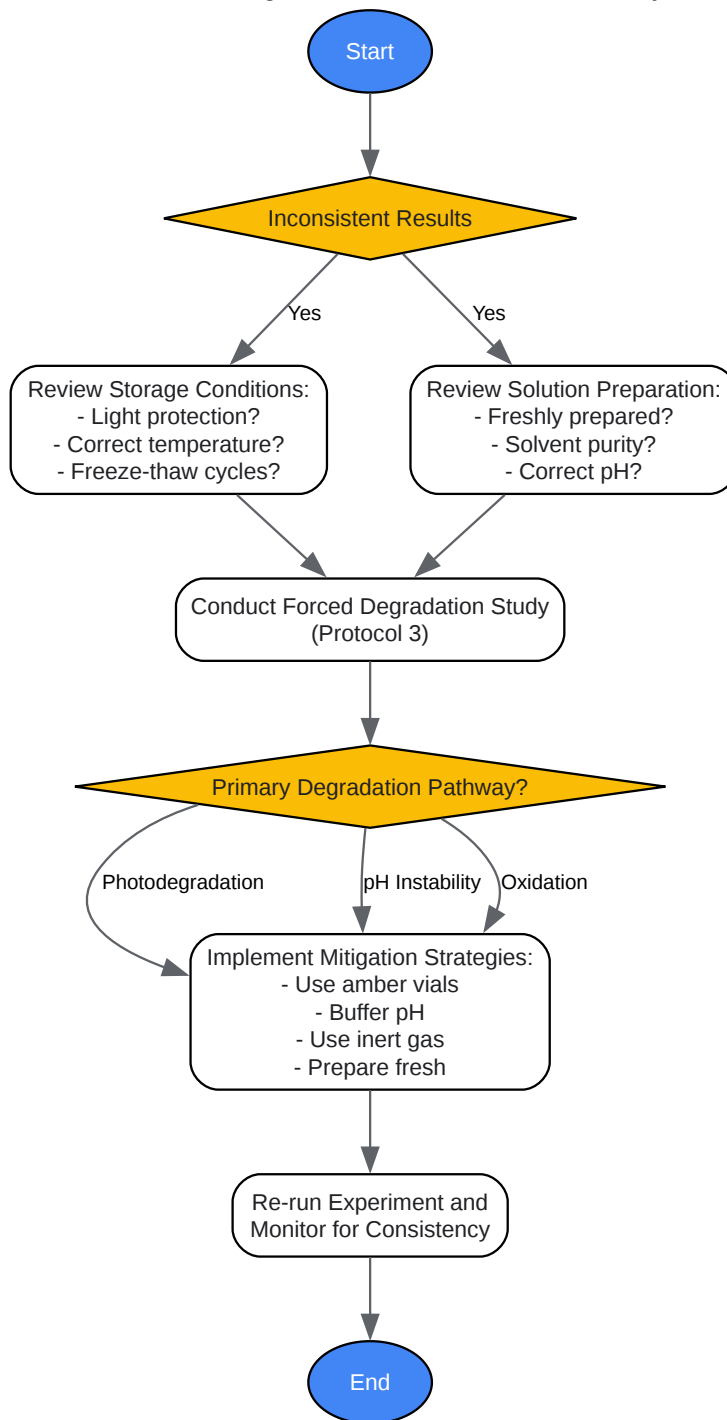 Start
Inconsistent Results
Yes
Yes
Review Storage Conditions:
- Light protection?
- Correct temperature?
- Freeze-thaw cycles?
Review Solution Preparation:
- Freshly prepared?
- Solvent purity?
- Correct pH?
Conduct Forced Degradation Study
(Protocol 3)
Primary Degradation Pathway?
Photodegradation
pH Instability
Oxidation
Implement Mitigation Strategies:
- Use amber vials
- Buffer pH
- Use inert gas
- Prepare fresh
Re-run Experiment and
Monitor for Consistency
End